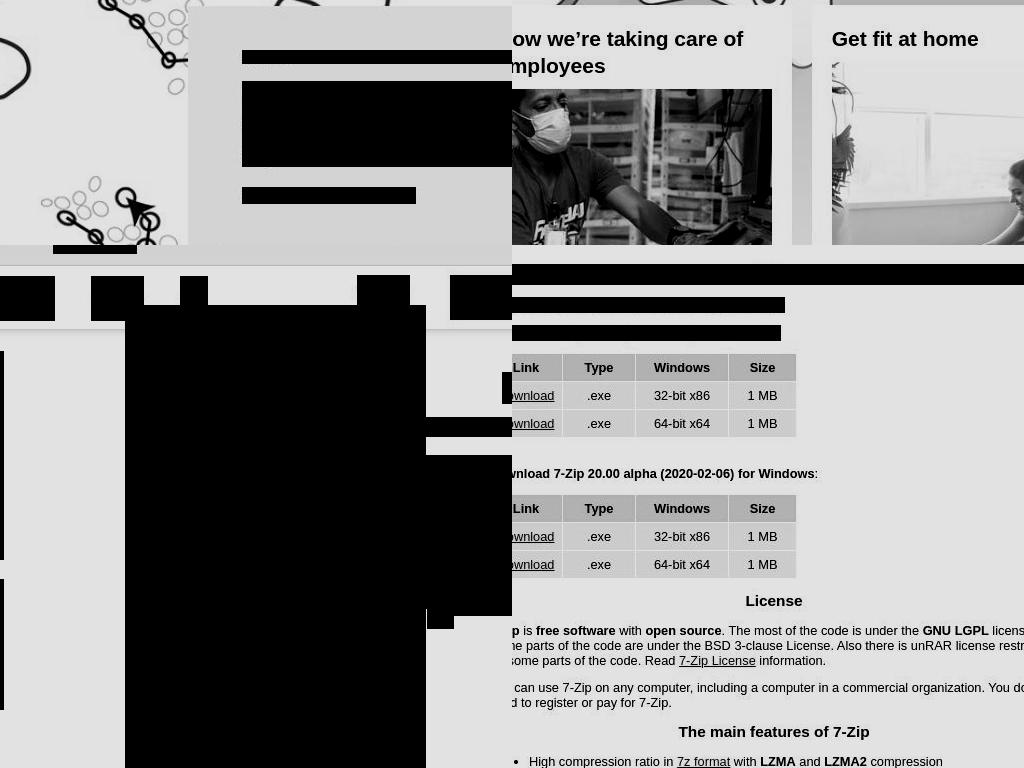 ow we’re taking care of
mployees
Get fit at home
Link Type Windows Size
ownload .exe 32-bit x86 1 MB
ownload .exe 64-bit x64 1 MB
wnload 7-Zip 20.00 alpha (2020-02-06) for Windows:
Link Type Windows Size
ownload .exe 32-bit x86 1 MB
ownload .exe 64-bit x64 1 MB
License
p is free software with open source. The most of the code is under the GNU LGPL licens
ne parts of the code are under the BSD 3-clause License. Also there is unRAR license restr
some parts of the code. Read 7-Zip License information.
can use 7-Zip on any computer, including a computer in a commercial organization. You do
d to register or pay for 7-Zip.
The main features of 7-Zip
• High compression ratio in 7z format with LZMA and LZMA2 compression